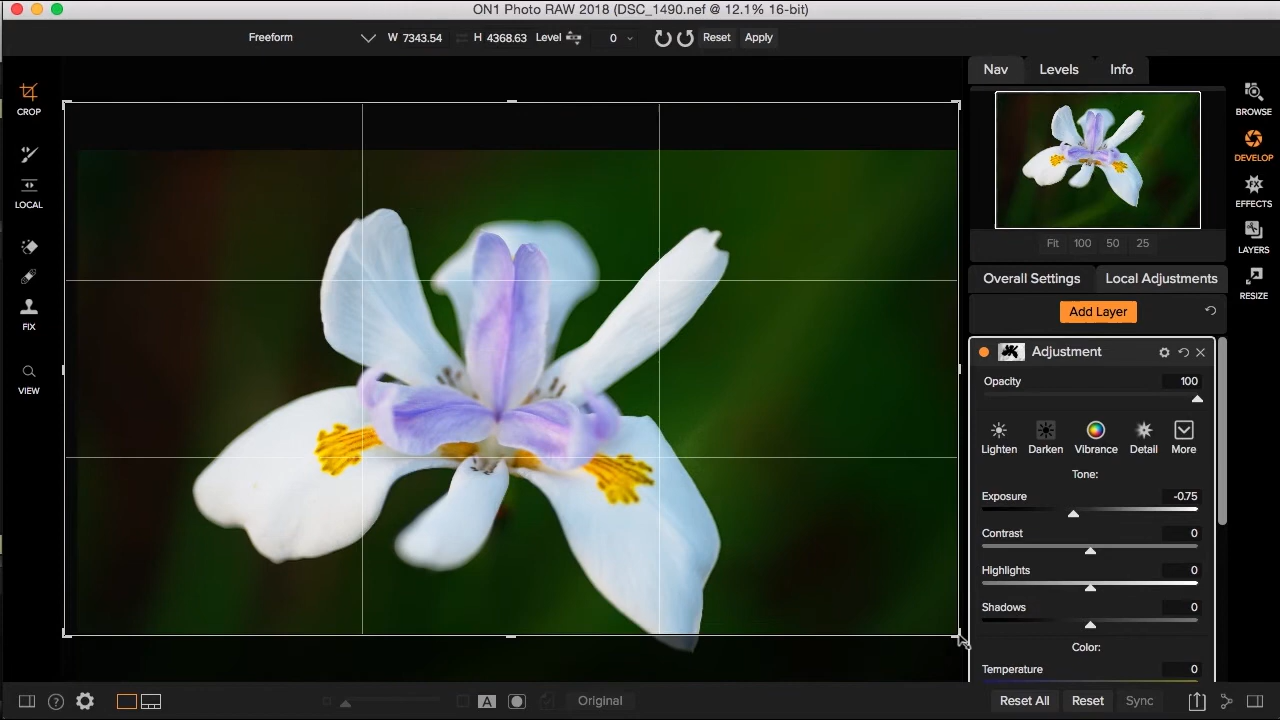 ON1 Photo RAW 2018 (DSC_1490.nef @ 12.1% 16-bit)
Freeform W 7343.54 H 4368.63 Level 0 Reset Apply
Nav Levels Info
CROP
LOCAL
FIX
VIEW
BROWSE
DEVELOP
FX
EFFECTS
LAYERS
RESIZE
Fit 100 50 25
Overall Settings Local Adjustments
Add Layer
Adjustment
Opacity 100
Lighten Darken Vibrance Detail More
Tone:
Exposure -0.75
Contrast 0
Highlights 0
Shadows 0
Color:
Temperature 0
? A Original Reset All Reset Sync